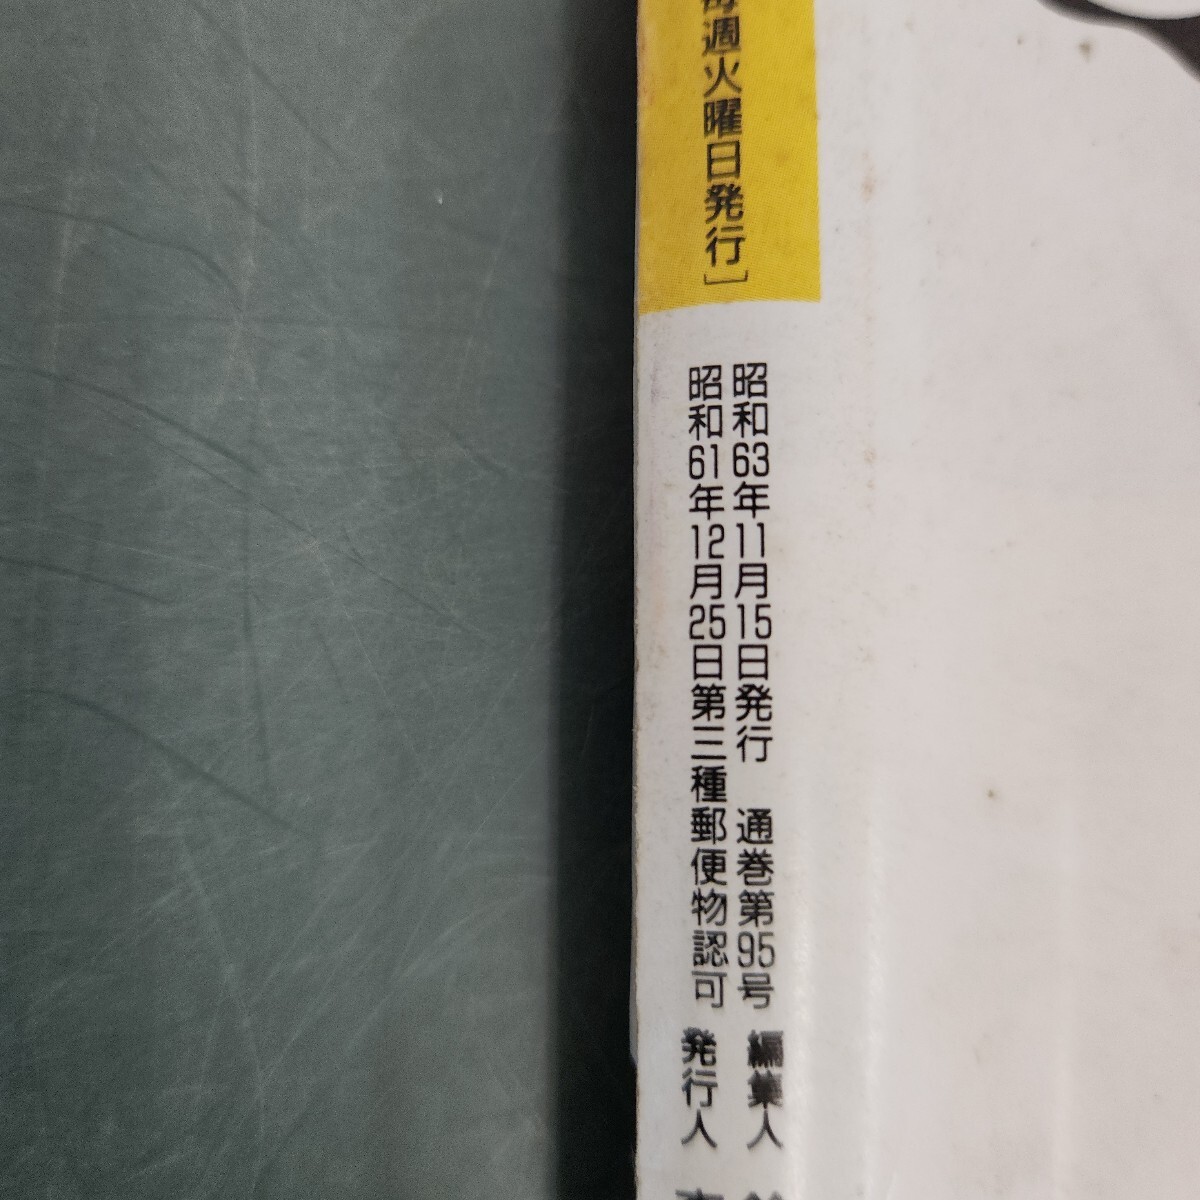 毎週火曜日発行］
昭和63年11月15日発行　通巻第95号　編集人
昭和61年12月25日第三種郵便物認可　発行人